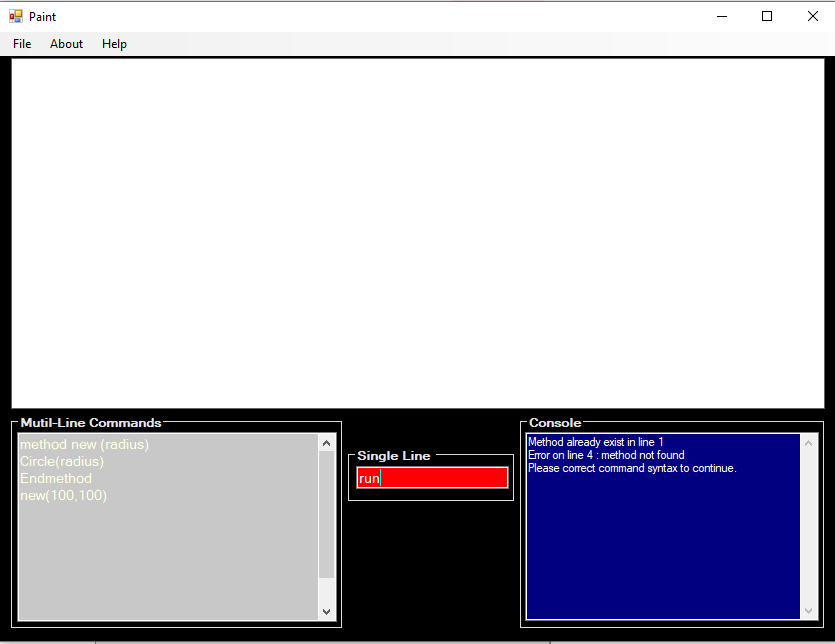 Paint
File About Help
Mutil-Line Commands
method new (radius)
Circle(radius)
Endmethod
new(100,100)
Single Line
run
Console
Method already exist in line 1
Error on line 4 : method not found
Please correct command syntax to continue.